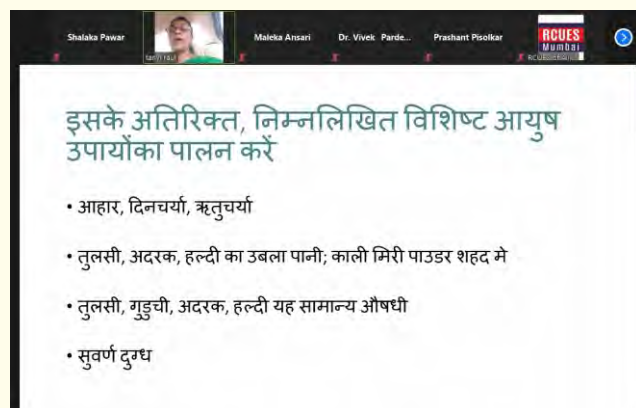 Shalaka Pawar
Maleka Ansari
Dr. Vivek Parde...
Prashant Pisolkar
RCUES
Mumbai
इसके अतिरिक्त, निम्नलिखित विशिष्ट आयुष
उपायोंका पालन करें
• आहार, दिनचर्या, ऋतुचर्या
• तुलसी, अदरक, हल्दी का उबला पानी; काली मिरी पाउडर शहद मे
• तुलसी, गुडुची, अदरक, हल्दी यह सामान्य औषधी
• सुवर्ण दुग्ध